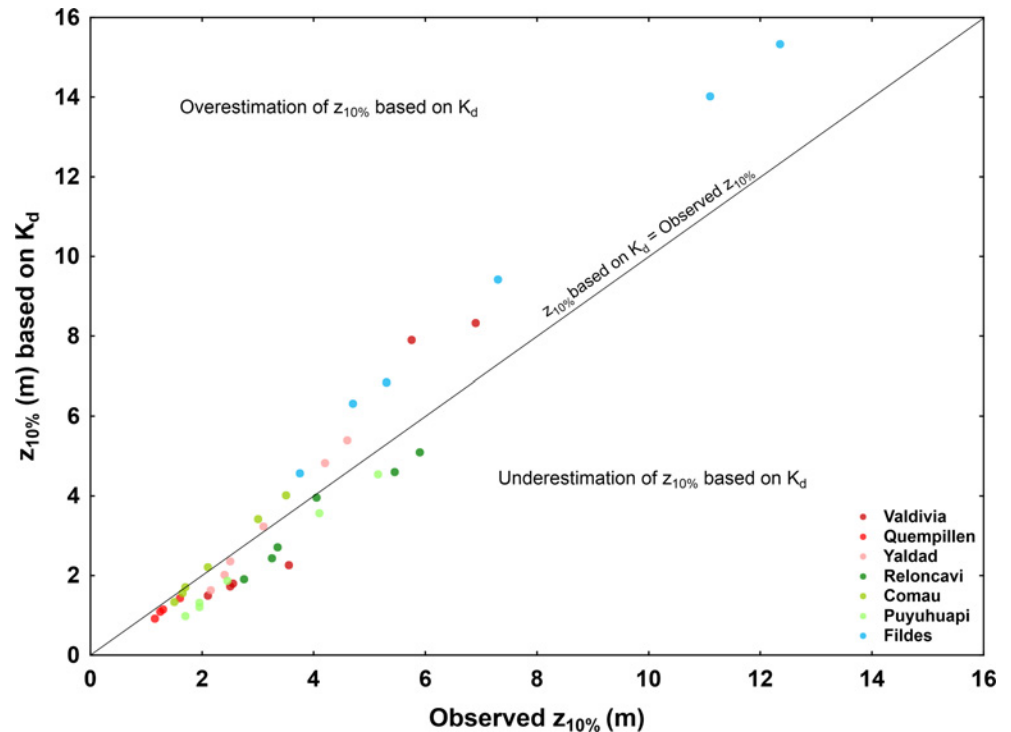 16
14
12
10
8
6
4
2
0
z10% (m) based on Kd
Overestimation of z10% based on Kd
z10% based on Kd = Observed z10%
Underestimation of z10% based on Kd
Valdivia
Quempillen
Yaldad
Reloncavi
Comau
Puyuhuapi
Fildes
0 2 4 6 8 10 12 14 16
Observed z10% (m)